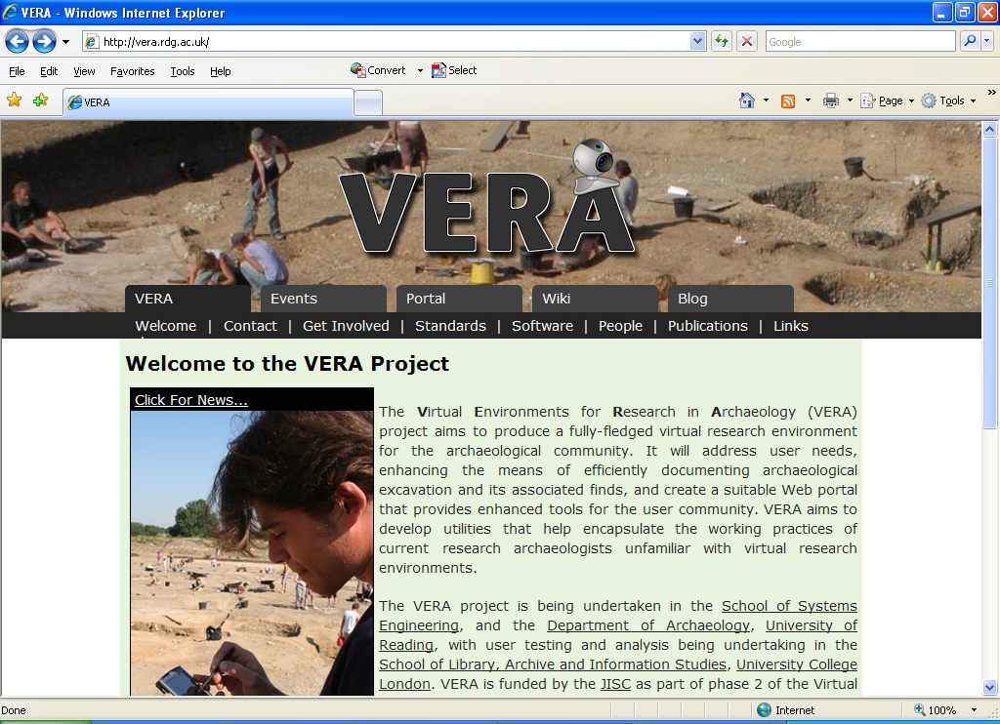 VERA - Windows Internet Explorer
http://vera.rdg.ac.uk/
Google
File Edit View Favorites Tools Help Convert Select
VERA Page Tools »
VERA
VERA Events Portal Wiki Blog
Welcome | Contact | Get Involved | Standards | Software | People | Publications | Links
Welcome to the VERA Project
Click For News...
The Virtual Environments for Research in Archaeology (VERA)
project aims to produce a fully-fledged virtual research environment
for the archaeological community. It will address user needs,
enhancing the means of efficiently documenting archaeological
excavation and its associated finds, and create a suitable Web portal
that provides enhanced tools for the user community. VERA aims to
develop utilities that help encapsulate the working practices of
current research archaeologists unfamiliar with virtual research
environments.
The VERA project is being undertaken in the School of Systems
Engineering, and the Department of Archaeology, University of
Reading, with user testing and analysis being undertaking in the
School of Library, Archive and Information Studies, University College
London. VERA is funded by the JISC as part of phase 2 of the Virtual
Done Internet 100%